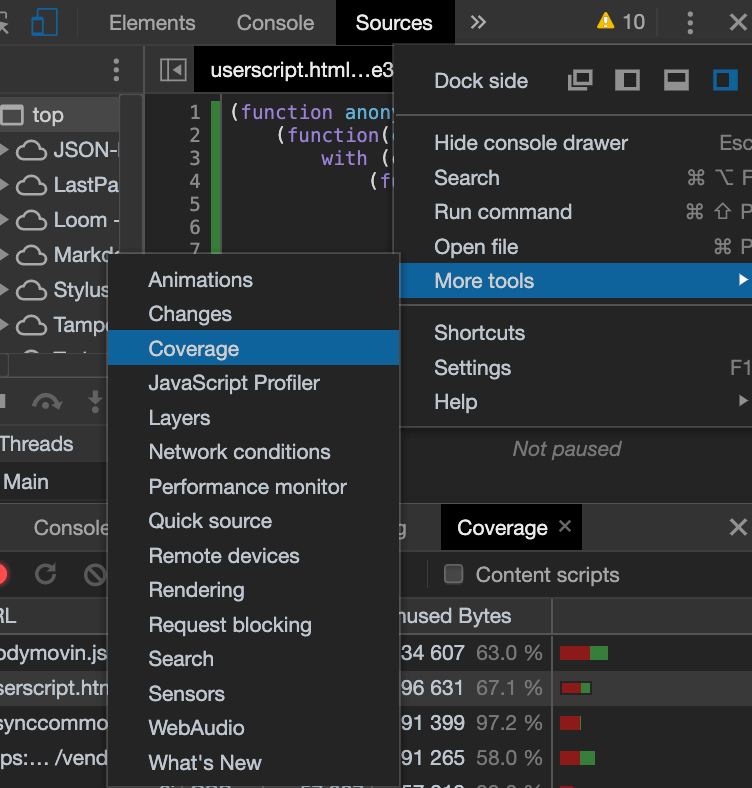 Elements Console Sources » 10
userscript.html…e3
Dock side
top
JSON-
LastPa
Loom -
Markdo
Stylus
Tampe
1 (function anony
2 (function(
3 with (
4 (fu
5
6
7
Hide console drawer Esc
Search ⌘ ⌥ F
Run command ⌘ ⇧ P
Open file ⌘ P
More tools
Shortcuts
Settings F1
Help
Animations
Changes
Coverage
JavaScript Profiler
Layers
Network conditions
Performance monitor
Quick source
Remote devices
Rendering
Request blocking
Search
Sensors
WebAudio
What's New
Threads
Main
Not paused
Console g Coverage ×
Content scripts
RL nused Bytes
odymovin.js 34 607 63.0 %
serscript.htm 96 631 67.1 %
synccommo 91 399 97.2 %
ps:… /vend 91 265 58.0 %